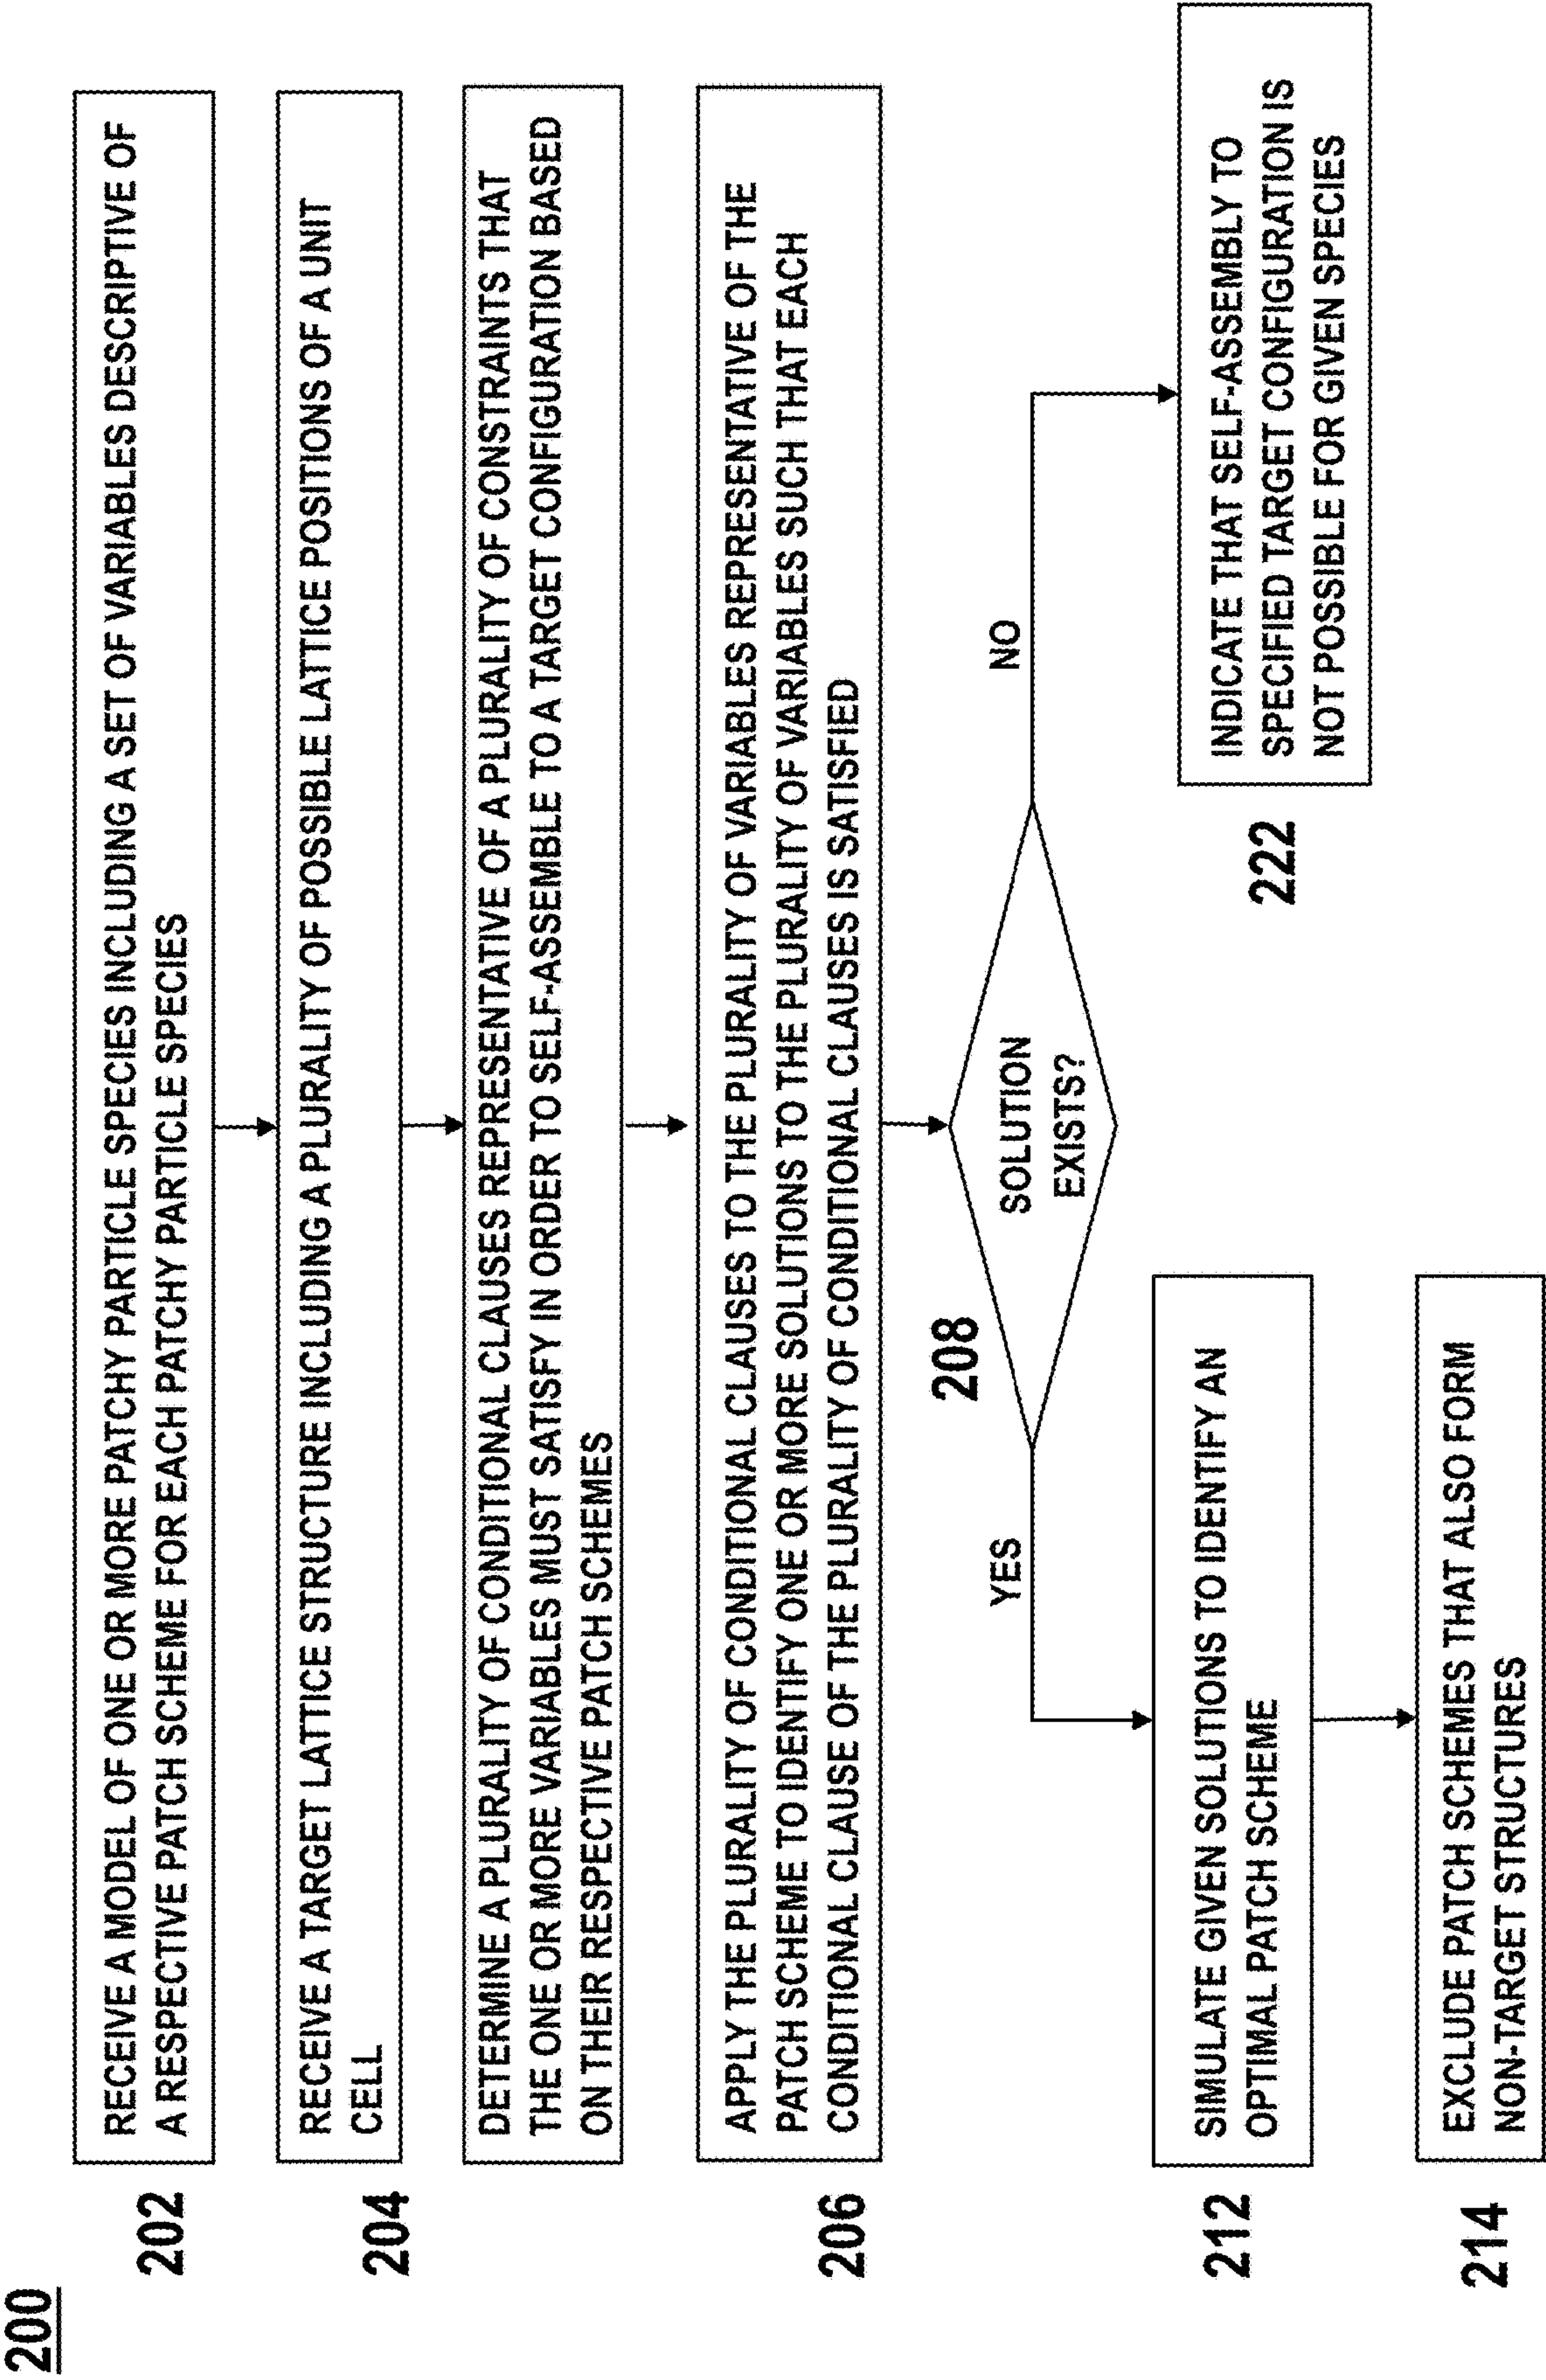 200
202
RECEIVE A MODEL OF ONE OR MORE PATCHY PARTICLE SPECIES INCLUDING A SET OF VARIABLES DESCRIPTIVE OF
A RESPECTIVE PATCH SCHEME FOR EACH PATCHY PARTICLE SPECIES
204
RECEIVE A TARGET LATTICE STRUCTURE INCLUDING A PLURALITY OF POSSIBLE LATTICE POSITIONS OF A UNIT
CELL
DETERMINE A PLURALITY OF CONDITIONAL CLAUSES REPRESENTATIVE OF A PLURALITY OF CONSTRAINTS THAT
THE ONE OR MORE VARIABLES MUST SATISFY IN ORDER TO SELF-ASSEMBLE TO A TARGET CONFIGURATION BASED
ON THEIR RESPECTIVE PATCH SCHEMES
206
APPLY THE PLURALITY OF CONDITIONAL CLAUSES TO THE PLURALITY OF VARIABLES REPRESENTATIVE OF THE
PATCH SCHEME TO IDENTIFY ONE OR MORE SOLUTIONS TO THE PLURALITY OF VARIABLES SUCH THAT EACH
CONDITIONAL CLAUSE OF THE PLURALITY OF CONDITIONAL CLAUSES IS SATISFIED
208
SOLUTION
EXISTS?
YES
NO
212
SIMULATE GIVEN SOLUTIONS TO IDENTIFY AN
OPTIMAL PATCH SCHEME
222
INDICATE THAT SELF-ASSEMBLY TO
SPECIFIED TARGET CONFIGURATION IS
NOT POSSIBLE FOR GIVEN SPECIES
214
EXCLUDE PATCH SCHEMES THAT ALSO FORM
NON-TARGET STRUCTURES